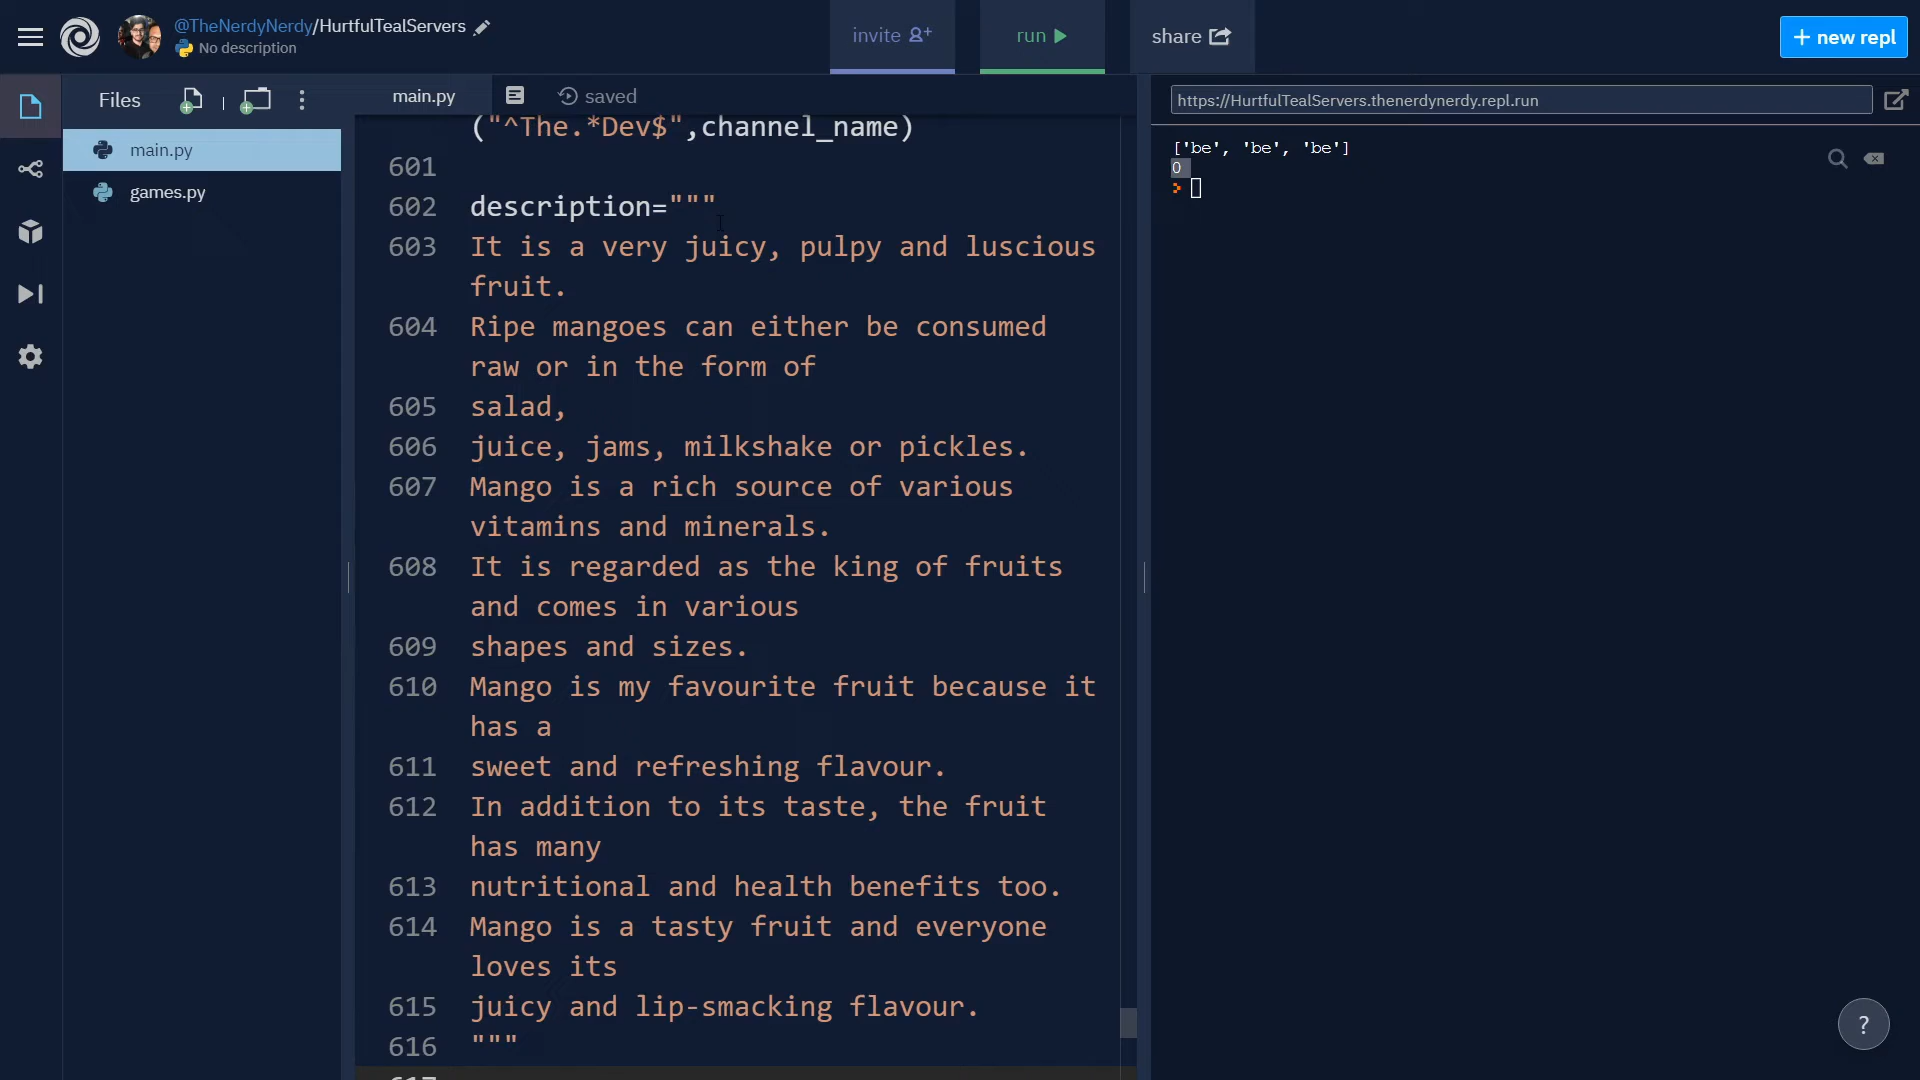 @TheNerdyNerdy/HurtfulTealServers
No description
invite
run
share
+ new repl
Files
main.py
saved
https://HurtfulTealServers.thenerdynerdy.repl.run
main.py
games.py
("^The.*Dev$",channel_name)
601
602 description="""
603 It is a very juicy, pulpy and luscious
fruit.
604 Ripe mangoes can either be consumed
raw or in the form of
605 salad,
606 juice, jams, milkshake or pickles.
607 Mango is a rich source of various
vitamins and minerals.
608 It is regarded as the king of fruits
and comes in various
609 shapes and sizes.
610 Mango is my favourite fruit because it
has a
611 sweet and refreshing flavour.
612 In addition to its taste, the fruit
has many
613 nutritional and health benefits too.
614 Mango is a tasty fruit and everyone
loves its
615 juicy and lip-smacking flavour.
616 """
['be', 'be', 'be']
0
>
?